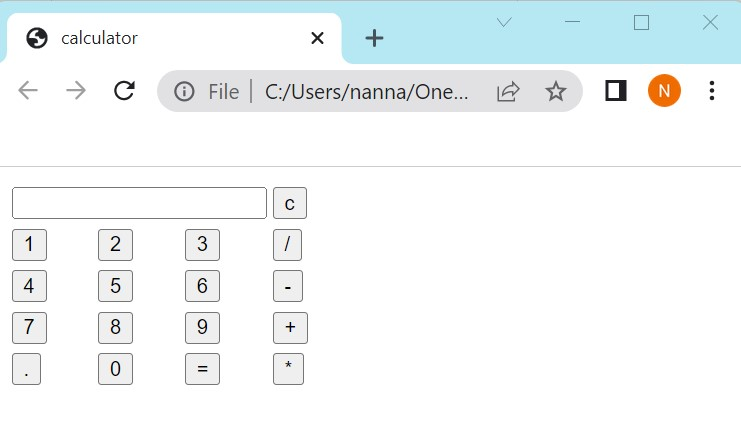 calculator
File C:/Users/nanna/One...
N
c
1 2 3 /
4 5 6 -
7 8 9 +
. 0 = *